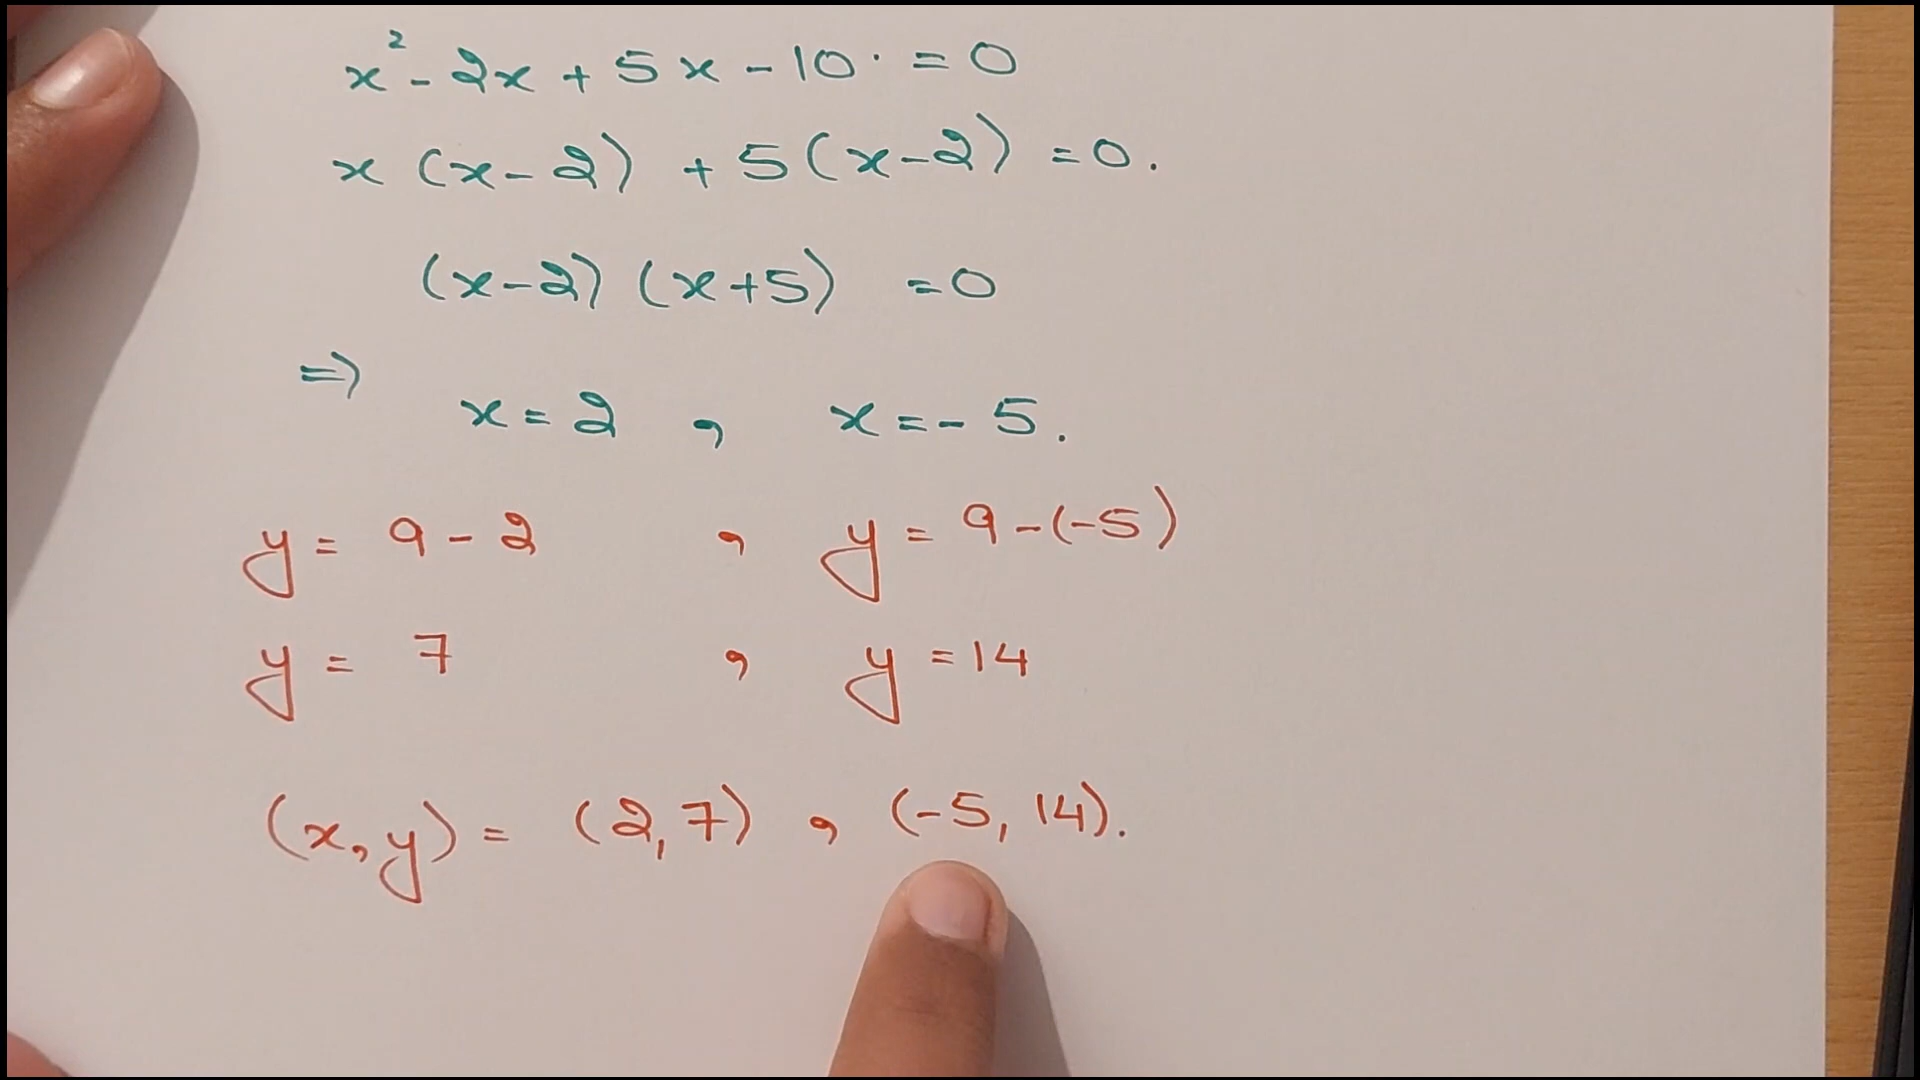 x² - 2x + 5x - 10 · = 0
x (x - 2) + 5 (x - 2) = 0.
(x - 2) (x + 5) = 0
⇒
x = 2 , x = - 5.
y = 9 - 2 , y = 9 - (-5)
y = 7 , y = 14
(x, y) = (2, 7) , (-5, 14).